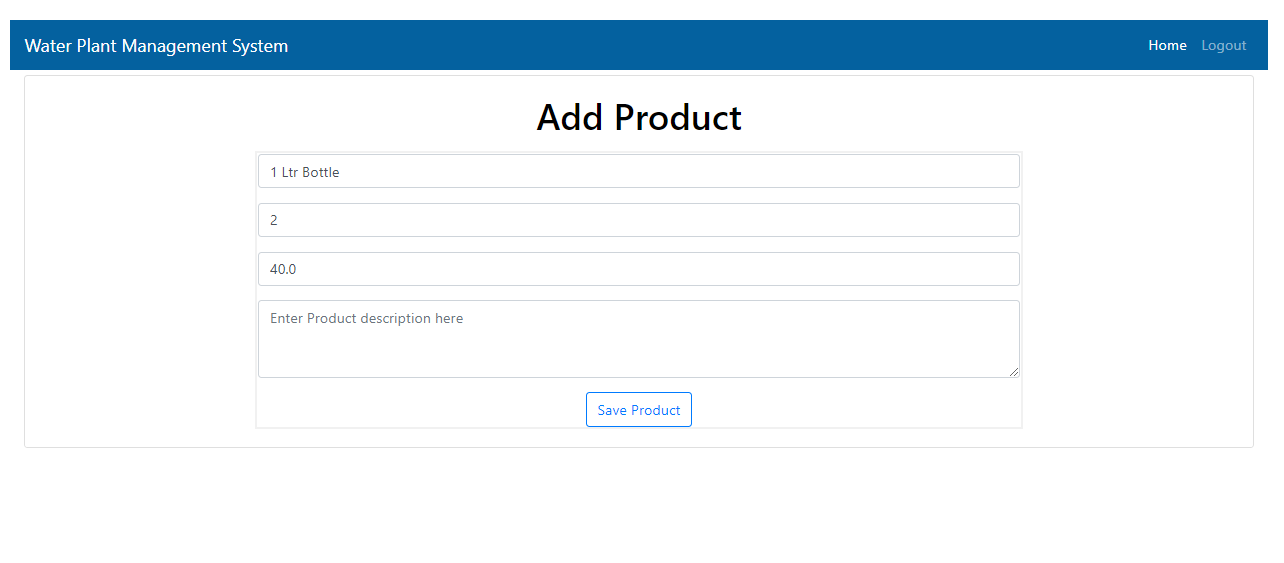 Water Plant Management System Home Logout
Add Product
1 Ltr Bottle
2
40.0
Enter Product description here
Save Product